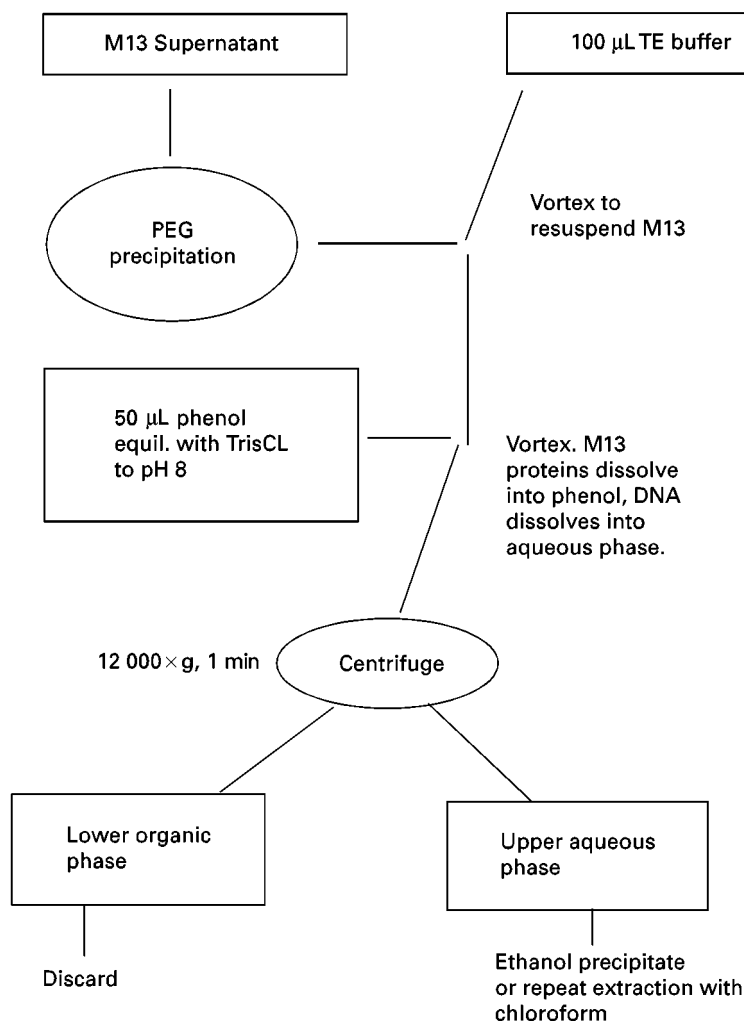 M13 Supernatant
100 μL TE buffer
PEG
precipitation
Vortex to
resuspend M13
50 μL phenol
equil. with TrisCL
to pH 8
Vortex. M13
proteins dissolve
into phenol, DNA
dissolves into
aqueous phase.
12 000 × g, 1 min
Centrifuge
Lower organic
phase
Upper aqueous
phase
Discard
Ethanol precipitate
or repeat extraction with
chloroform